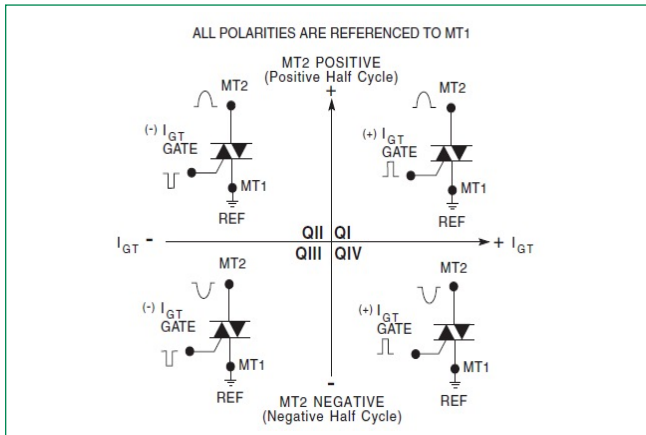 ALL POLARITIES ARE REFERENCED TO MT1
MT2 POSITIVE
(Positive Half Cycle)
+
MT2
(-) IGT
GATE
MT1
REF
MT2
(+) IGT
GATE
MT1
REF
IGT -
QII QI
QIII QIV
+ IGT
MT2
(-) IGT
GATE
MT1
REF
MT2
(+) IGT
GATE
MT1
REF
-
MT2 NEGATIVE
(Negative Half Cycle)